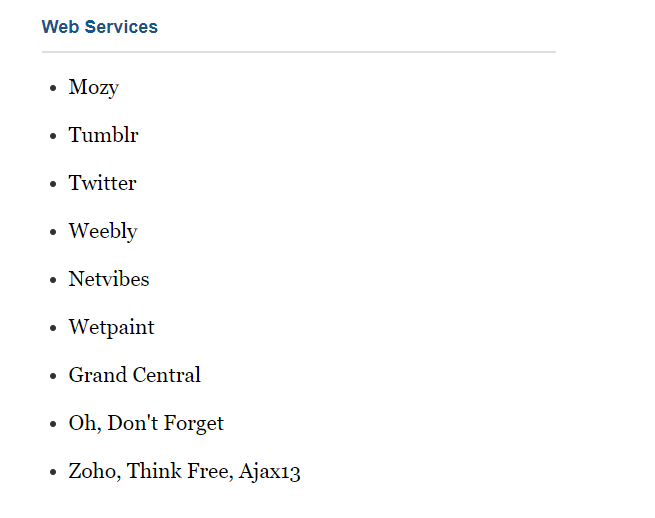 Web Services
Mozy
Tumblr
Twitter
Weebly
Netvibes
Wetpaint
Grand Central
Oh, Don't Forget
Zoho, Think Free, Ajax13